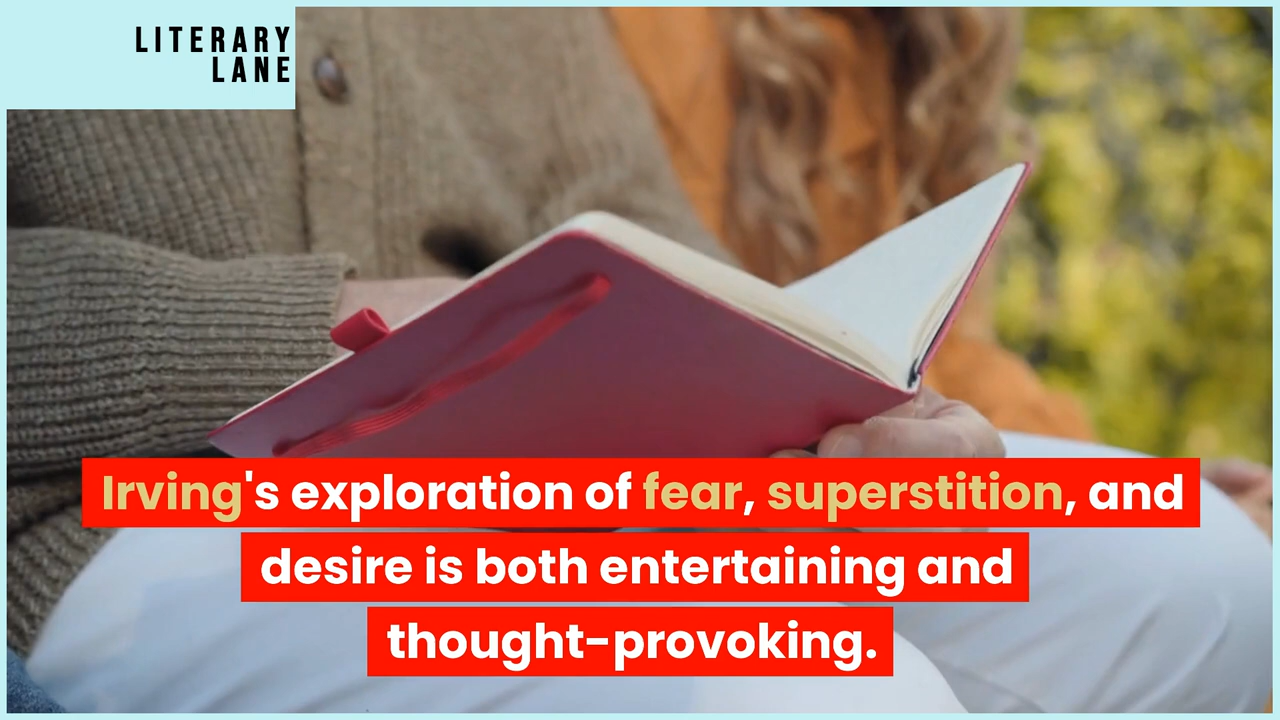 LITERARY
LANE
Irving's exploration of fear, superstition, and
desire is both entertaining and
thought-provoking.